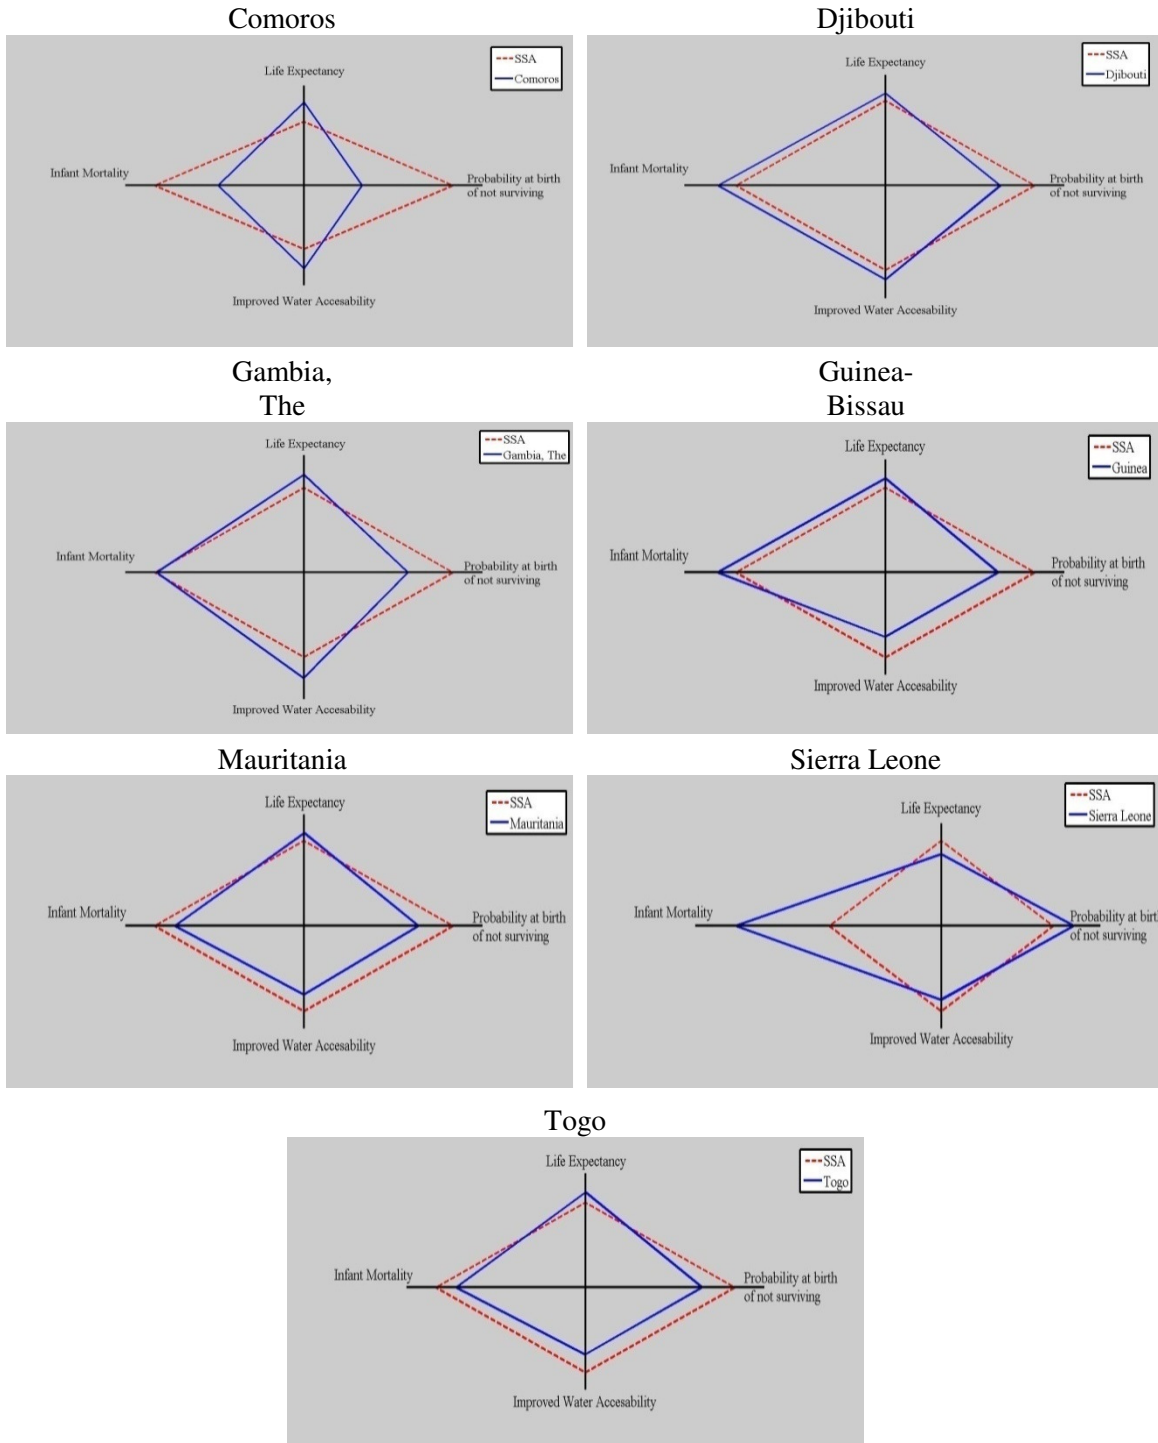 Comoros
Life Expectancy
SSA
Comoros
Infant Mortality
Probability at birth
of not surviving
Improved Water Accesability
Djibouti
Life Expectancy
SSA
Djibouti
Infant Mortality
Probability at birth
of not surviving
Improved Water Accesability
Gambia,
The
Life Expectancy
SSA
Gambia, The
Infant Mortality
Probability at birth
of not surviving
Improved Water Accesability
Guinea-
Bissau
Life Expectancy
SSA
Guinea
Infant Mortality
Probability at birth
of not surviving
Improved Water Accesability
Mauritania
Life Expectancy
SSA
Mauritania
Infant Mortality
Probability at birth
of not surviving
Improved Water Accesability
Sierra Leone
Life Expectancy
SSA
Sierra Leone
Infant Mortality
Probability at birt
of not surviving
Improved Water Accesability
Togo
Life Expectancy
SSA
Togo
Infant Mortality
Probability at birth
of not surviving
Improved Water Accesability